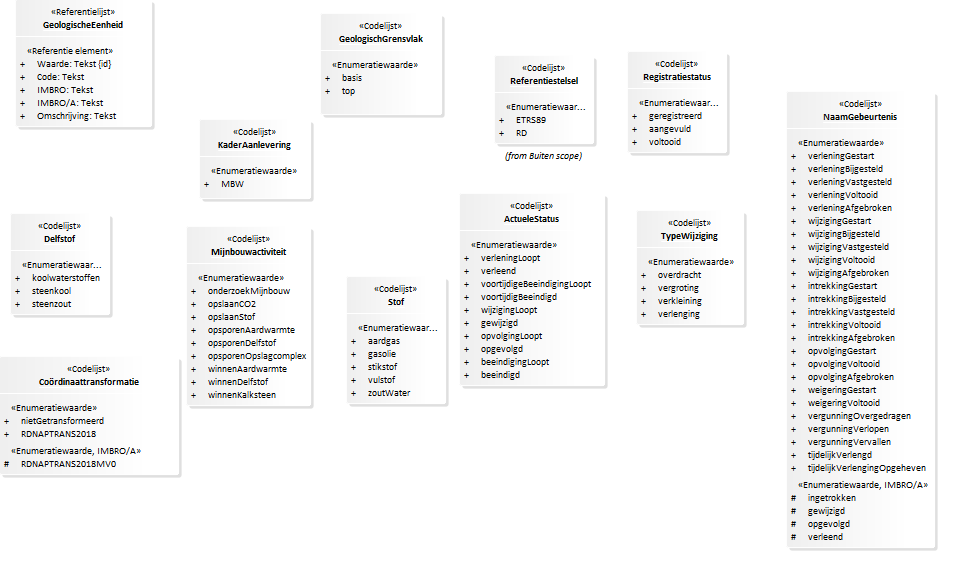 «Referentielijst»
GeologischeEenheid
«Referentie element»
+ Waarde: Tekst {id}
+ Code: Tekst
+ IMBRO: Tekst
+ IMBRO/A: Tekst
+ Omschrijving: Tekst
«Codelijst»
GeologischGrensvlak
«Enumeratiewaarde»
+ basis
+ top
«Codelijst»
Referentiestelsel
«Enumeratiewaar...
+ ETRS89
+ RD
(from Buiten scope)
«Codelijst»
Registratiestatus
«Enumeratiewaar...
+ geregistreerd
+ aangevuld
+ voltooid
«Codelijst»
NaamGebeurtenis
«Enumeratiewaarde»
+ verleningGestart
+ verleningBijgesteld
+ verleningVastgesteld
+ verleningVoltooid
+ verleningAfgebroken
+ wijzigingGestart
+ wijzigingBijgesteld
+ wijzigingVastgesteld
+ wijzigingVoltooid
+ wijzigingAfgebroken
+ intrekkingGestart
+ intrekkingBijgesteld
+ intrekkingVastgesteld
+ intrekkingVoltooid
+ intrekkingAfgebroken
+ opvolgingGestart
+ opvolgingVoltooid
+ opvolgingAfgebroken
+ weigeringGestart
+ weigeringVoltooid
+ vergunningOvergedragen
+ vergunningVerlopen
+ vergunningVervallen
+ tijdelijkVerlengd
+ tijdelijkVerlengingOpgeheven
«Enumeratiewaarde, IMBRO/A»
# ingetrokken
# gewijzigd
# opgevolgd
# verleend
«Codelijst»
KaderAanlevering
«Enumeratiewaarde»
+ MBW
«Codelijst»
Delfstof
«Enumeratiewaar...
+ koolwaterstoffen
+ steenkool
+ steenzout
«Codelijst»
Mijnbouwactiviteit
«Enumeratiewaarde»
+ onderzoekMijnbouw
+ opslaanCO2
+ opslaanStof
+ opsporenAardwarmte
+ opsporenDelfstof
+ opsporenOpslagcomplex
+ winnenAardwarmte
+ winnenDelfstof
+ winnenKalksteen
«Codelijst»
Stof
«Enumeratiewaar...
+ aardgas
+ gasolie
+ stikstof
+ vulstof
+ zoutWater
«Codelijst»
ActueleStatus
«Enumeratiewaarde»
+ verleningLoopt
+ verleend
+ voortijdigeBeeindigingLoopt
+ voortijdigBeeindigd
+ wijzigingLoopt
+ gewijzigd
+ opvolgingLoopt
+ opgevolgd
+ beeindigingLoopt
+ beeindigd
«Codelijst»
TypeWijziging
«Enumeratiewaarde»
+ overdracht
+ vergroting
+ verkleining
+ verlenging
«Codelijst»
Coördinaattransformatie
«Enumeratiewaarde»
+ nietGetransformeerd
+ RDNAPTRANS2018
«Enumeratiewaarde, IMBRO/A»
# RDNAPTRANS2018MV0